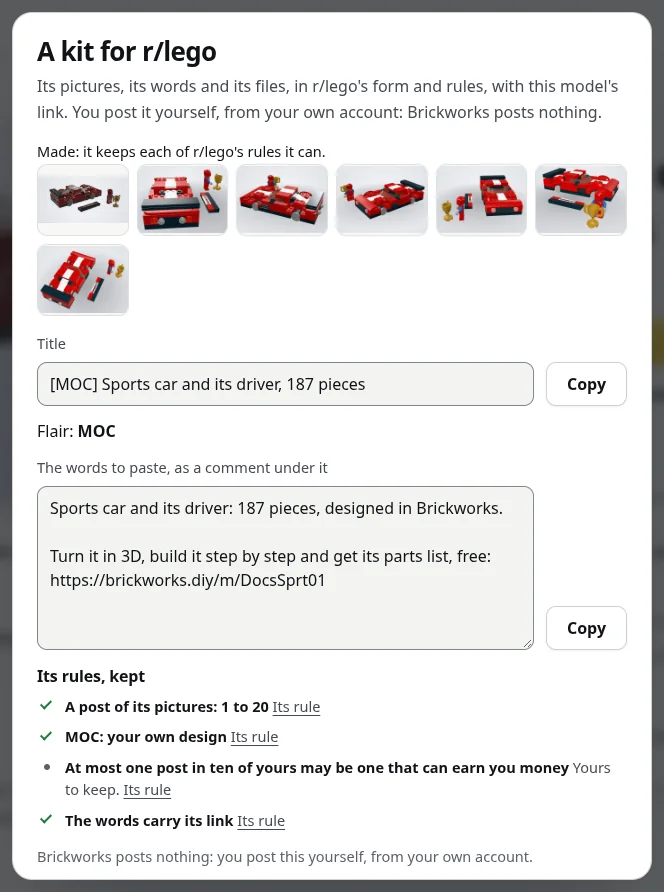 A kit for r/lego
Its pictures, its words and its files, in r/lego's form and rules, with this model's
link. You post it yourself, from your own account: Brickworks posts nothing.
Made: it keeps each of r/lego's rules it can.
Title
[MOC] Sports car and its driver, 187 pieces
Copy
Flair: MOC
The words to paste, as a comment under it
Sports car and its driver: 187 pieces, designed in Brickworks.
Turn it in 3D, build it step by step and get its parts list, free:
https://brickworks.diy/m/DocsSprt01
Copy
Its rules, kept
A post of its pictures: 1 to 20 Its rule
MOC: your own design Its rule
At most one post in ten of yours may be one that can earn you money Yours
to keep. Its rule
The words carry its link Its rule
Brickworks posts nothing: you post this yourself, from your own account.